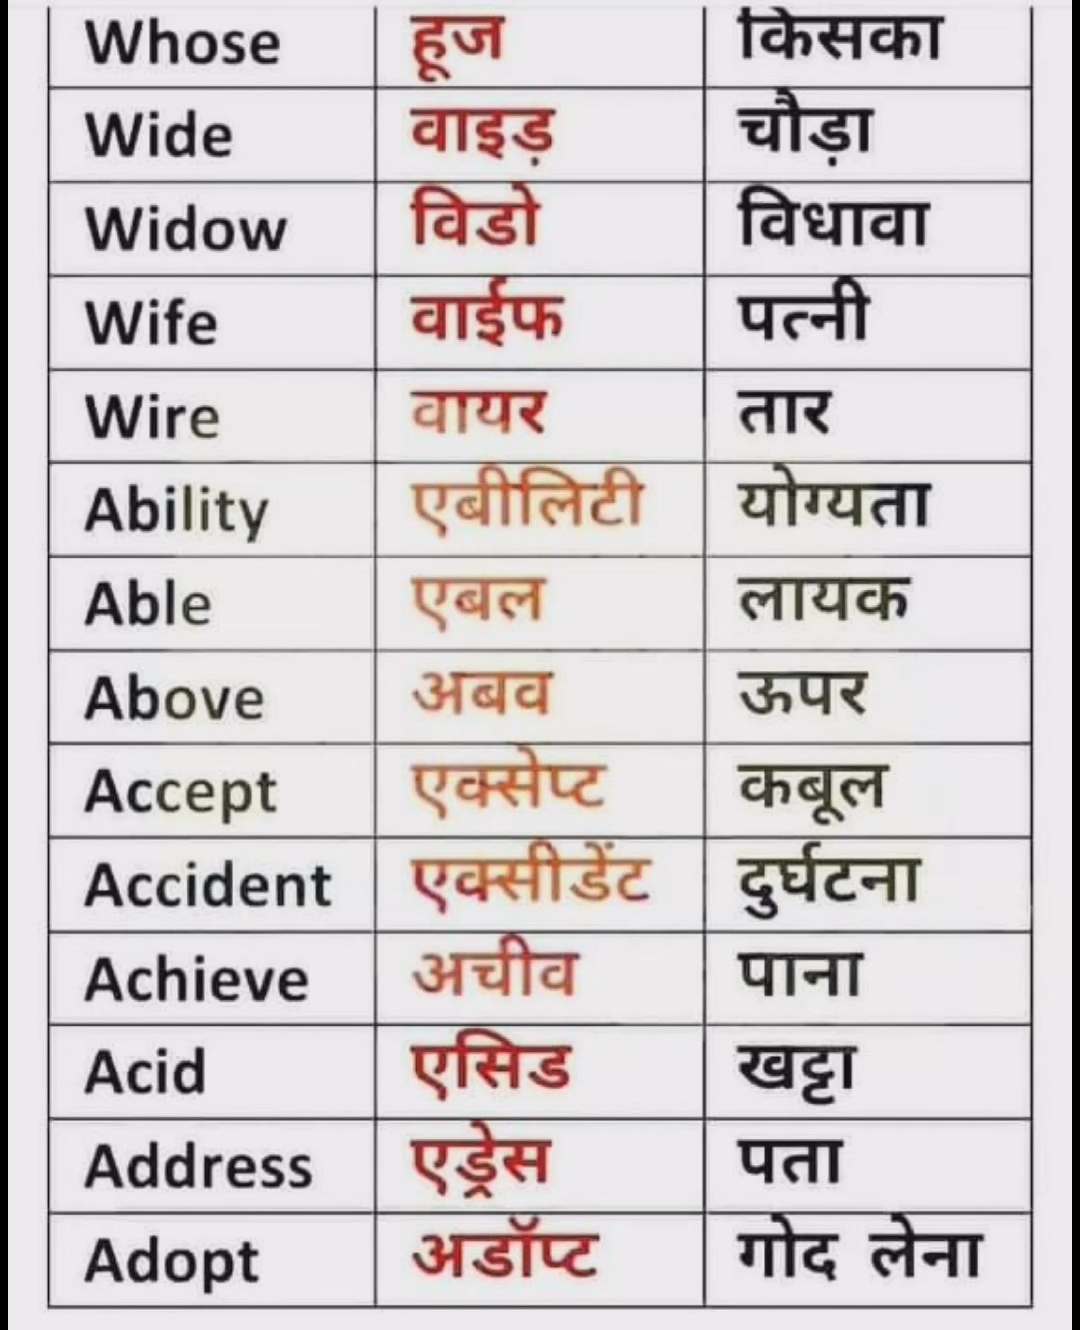 Whose हूज किसका
Wide वाइड़ चौड़ा
Widow विडो विधावा
Wife वाईफ पत्नी
Wire वायर तार
Ability एबीलिटी योग्यता
Able एबल लायक
Above अबव ऊपर
Accept एक्सेप्ट कबूल
Accident एक्सीडेंट दुर्घटना
Achieve अचीव पाना
Acid एसिड खट्टा
Address एड्रेस पता
Adopt अडॉप्ट गोद लेना